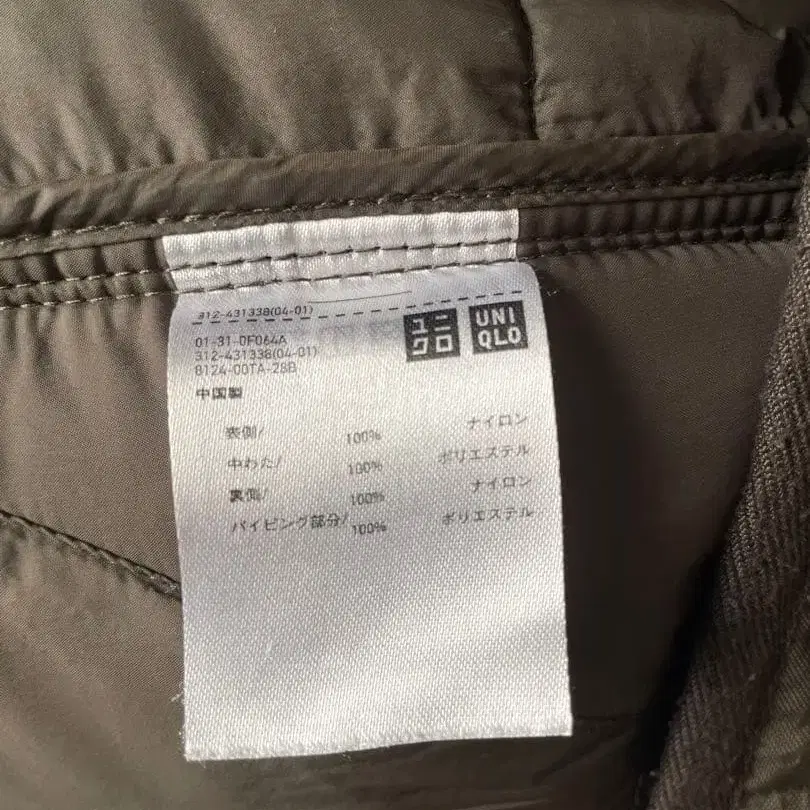 312-431338(04-01)
ユニ
クロ
UNI
QLO
01-31-0F064A
312-431338(04-01)
8124-00TA-28B
中国製
表側/ 100% ナイロン
中わた/ 100% ポリエステル
裏側/ 100% ナイロン
パイピング部分/ 100% ポリエステル